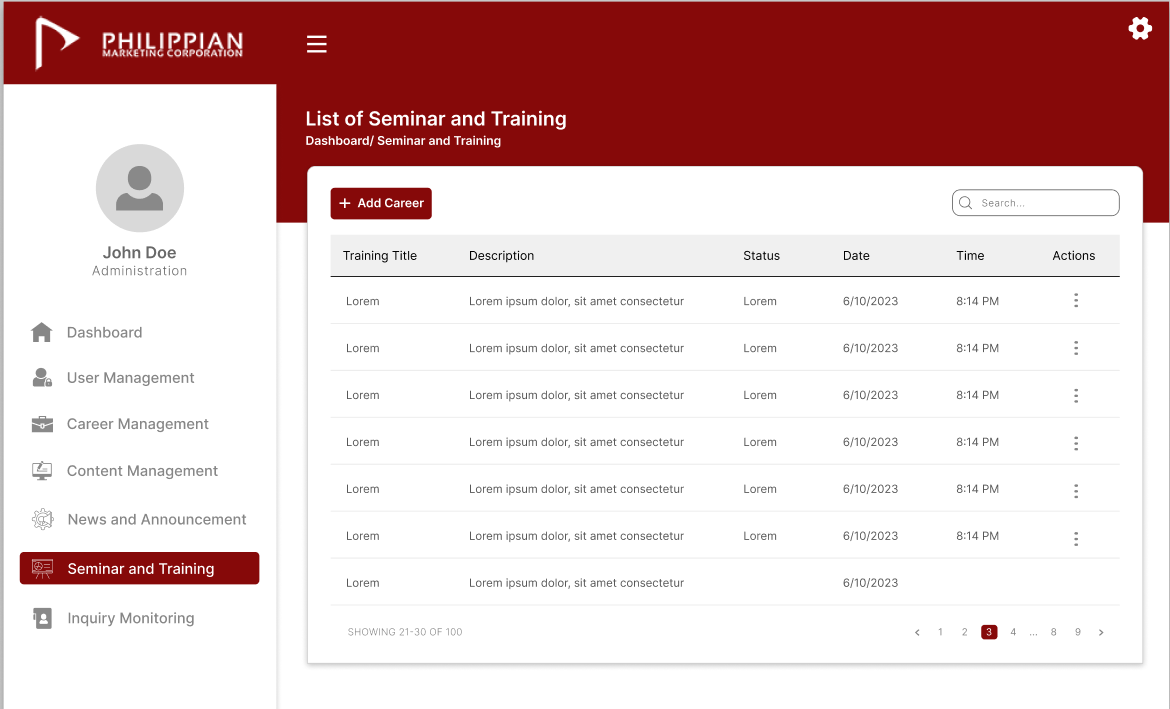 PHILIPPIAN
MARKETING CORPORATION
List of Seminar and Training
Dashboard/ Seminar and Training
John Doe
Administration
Dashboard
User Management
Career Management
Content Management
News and Announcement
Seminar and Training
Inquiry Monitoring
+ Add Career
Search...
Training Title Description Status Date Time Actions
Lorem Lorem ipsum dolor, sit amet consectetur Lorem 6/10/2023 8:14 PM
Lorem Lorem ipsum dolor, sit amet consectetur Lorem 6/10/2023 8:14 PM
Lorem Lorem ipsum dolor, sit amet consectetur Lorem 6/10/2023 8:14 PM
Lorem Lorem ipsum dolor, sit amet consectetur Lorem 6/10/2023 8:14 PM
Lorem Lorem ipsum dolor, sit amet consectetur Lorem 6/10/2023 8:14 PM
Lorem Lorem ipsum dolor, sit amet consectetur Lorem 6/10/2023 8:14 PM
Lorem Lorem ipsum dolor, sit amet consectetur 6/10/2023
SHOWING 21-30 OF 100 < 1 2 3 4 ... 8 9 >